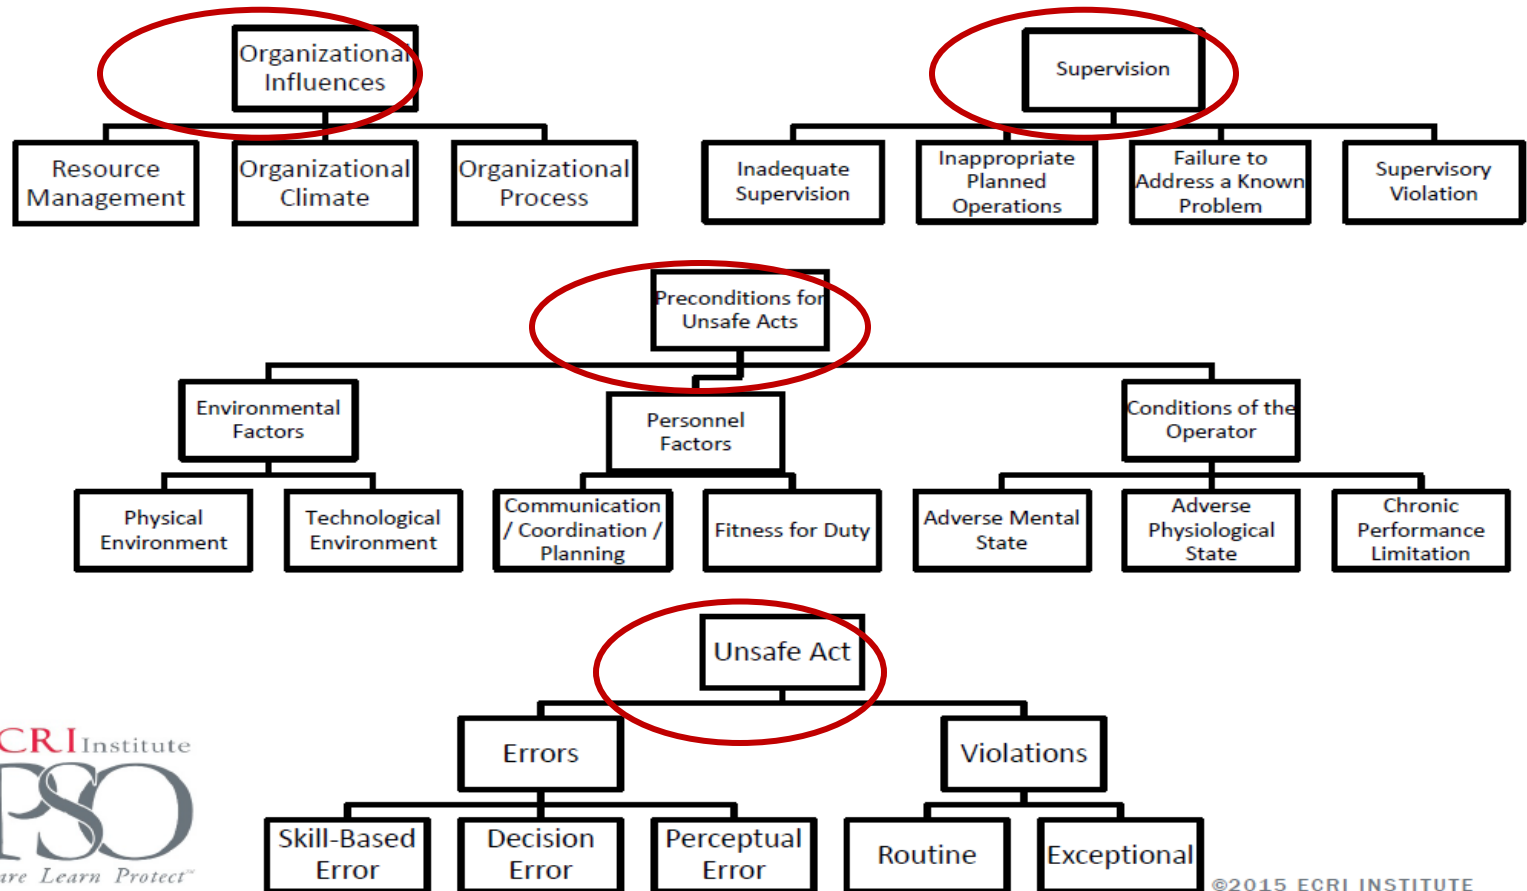 Organizational
Influences
Supervision
Resource
Management
Organizational
Climate
Organizational
Process
Inadequate
Supervision
Inappropriate
Planned
Operations
Failure to
Address a Known
Problem
Supervisory
Violation
Preconditions for
Unsafe Acts
Environmental
Factors
Personnel
Factors
Conditions of the
Operator
Physical
Environment
Technological
Environment
Communication
/ Coordination /
Planning
Fitness for Duty
Adverse Mental
State
Adverse
Physiological
State
Chronic
Performance
Limitation
Unsafe Act
Errors
Violations
Skill-Based
Error
Decision
Error
Perceptual
Error
Routine
Exceptional
CRI Institute
PSO
are Learn Protect℠
©2015 ECRI INSTITUTE